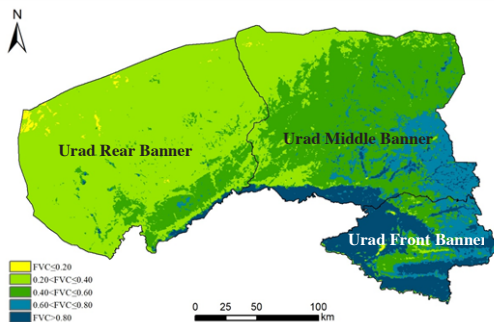 N
Urad Rear Banner
Urad Middle Banner
Urad Front Banner
FVC≤0.20
0.20<FVC≤0.40
0.40<FVC≤0.60
0.60<FVC≤0.80
FVC>0.80
0 25 50 100
km